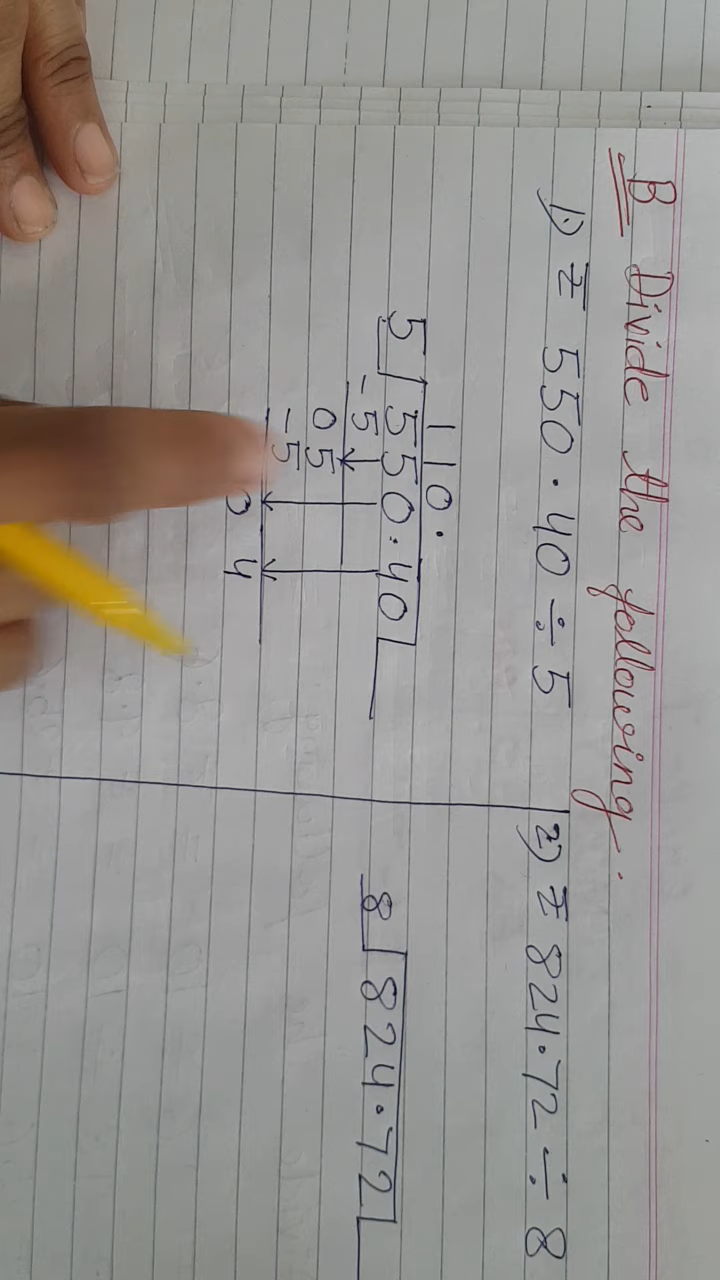 B Divide the following.
1) ₹ 550.40 ÷ 5
2) ₹ 824.72 ÷ 8
110.
5 550.40
-5
05
-5
4
8 824.72